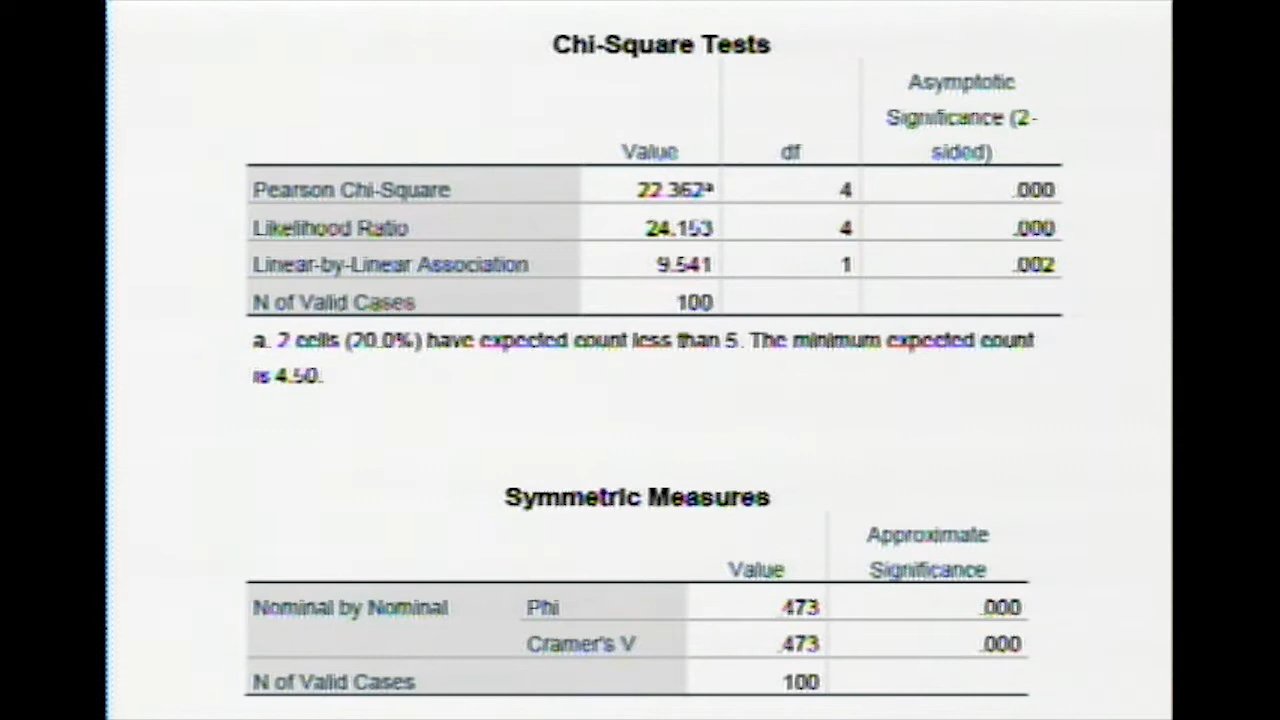 Chi-Square Tests
Asymptotic
Significance (2-
Value df sided)
Pearson Chi-Square 22.362ᵃ 4 .000
Likelihood Ratio 24.153 4 .000
Linear-by-Linear Association 9.541 1 .002
N of Valid Cases 100
a. 2 cells (20.0%) have expected count less than 5. The minimum expected count
is 4.50.
Symmetric Measures
Approximate
Value Significance
Nominal by Nominal Phi .473 .000
Cramer's V .473 .000
N of Valid Cases 100